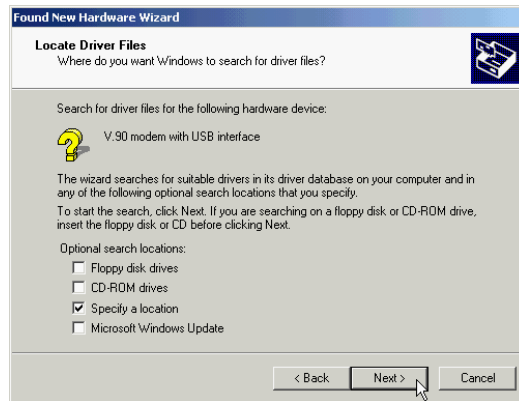 Found New Hardware Wizard
Locate Driver Files
Where do you want Windows to search for driver files?
Search for driver files for the following hardware device:
V.90 modem with USB interface
The wizard searches for suitable drivers in its driver database on your computer and in
any of the following optional search locations that you specify.
To start the search, click Next. If you are searching on a floppy disk or CD-ROM drive,
insert the floppy disk or CD before clicking Next.
Optional search locations:
Floppy disk drives
CD-ROM drives
Specify a location
Microsoft Windows Update
< Back Next > Cancel